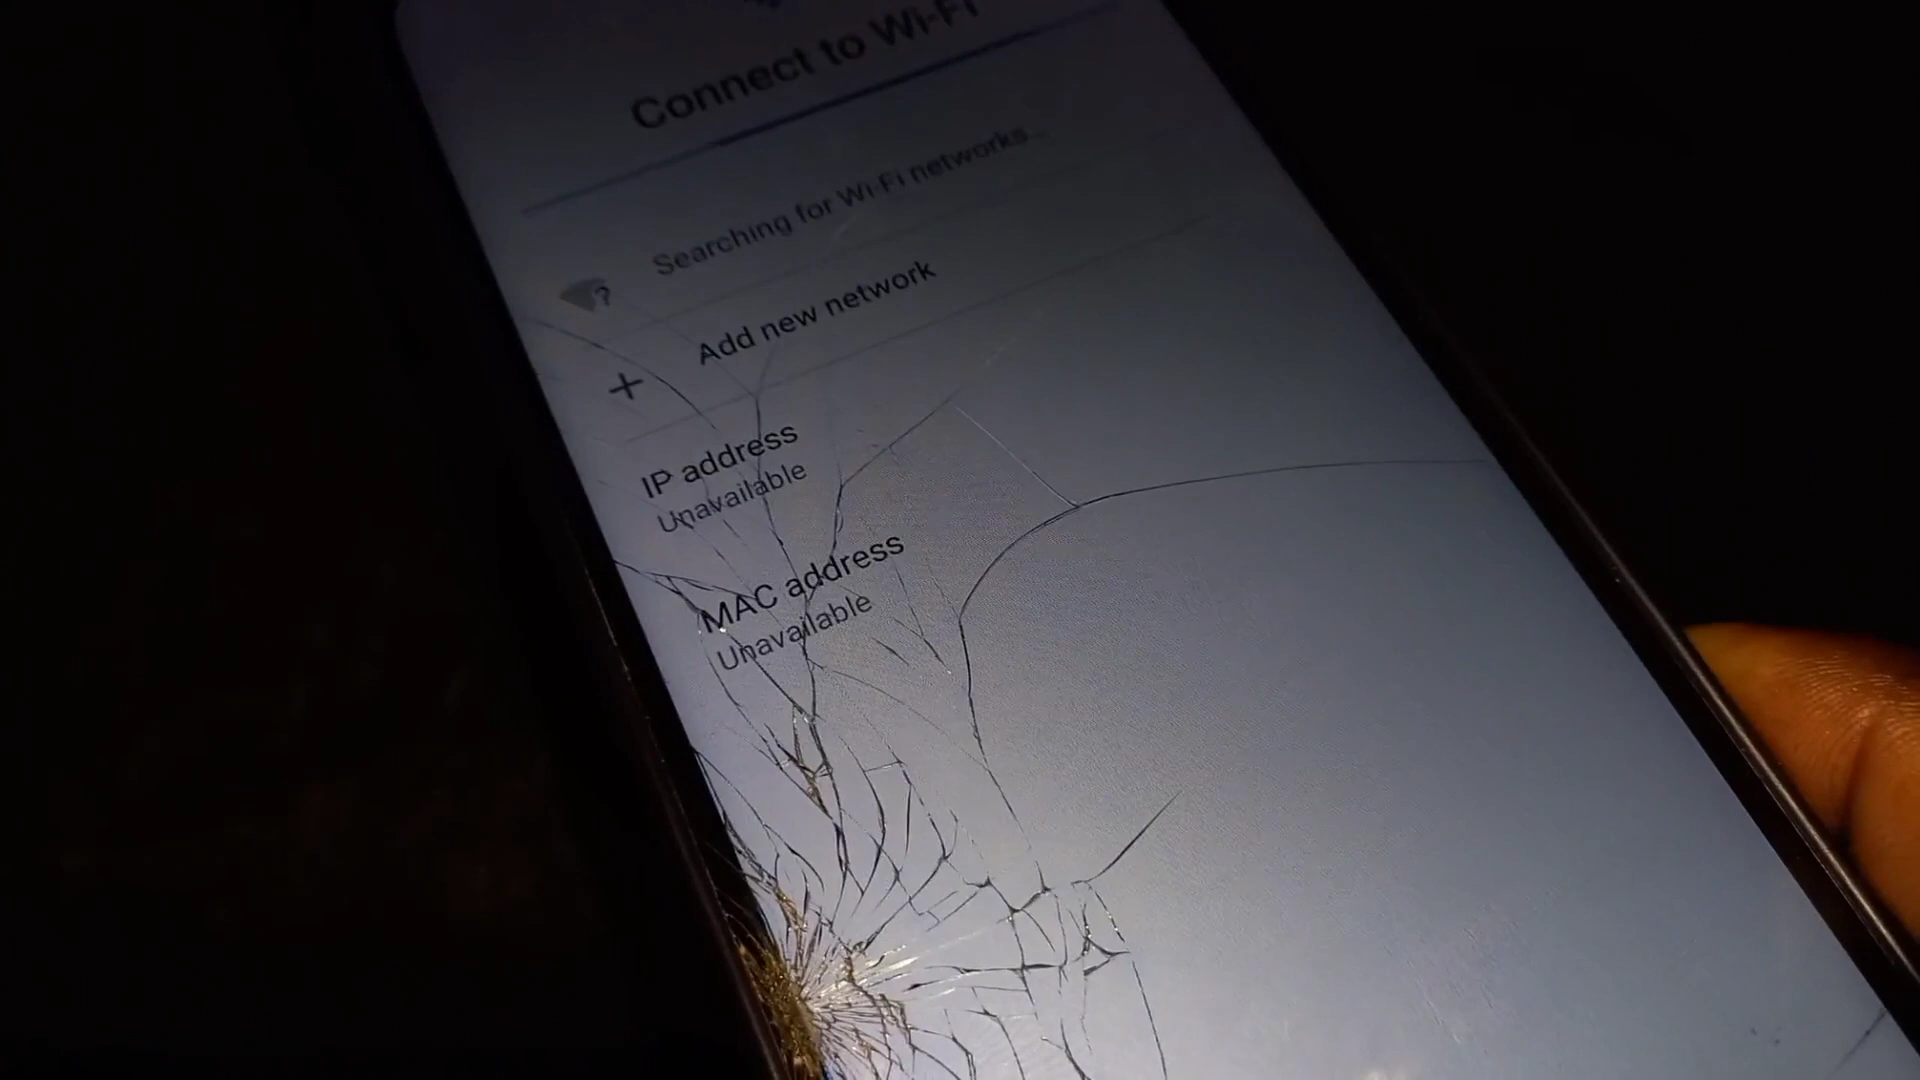 Connect to Wi-Fi
Searching for Wi-Fi networks...
Add new network
IP address
Unavailable
MAC address
Unavailable